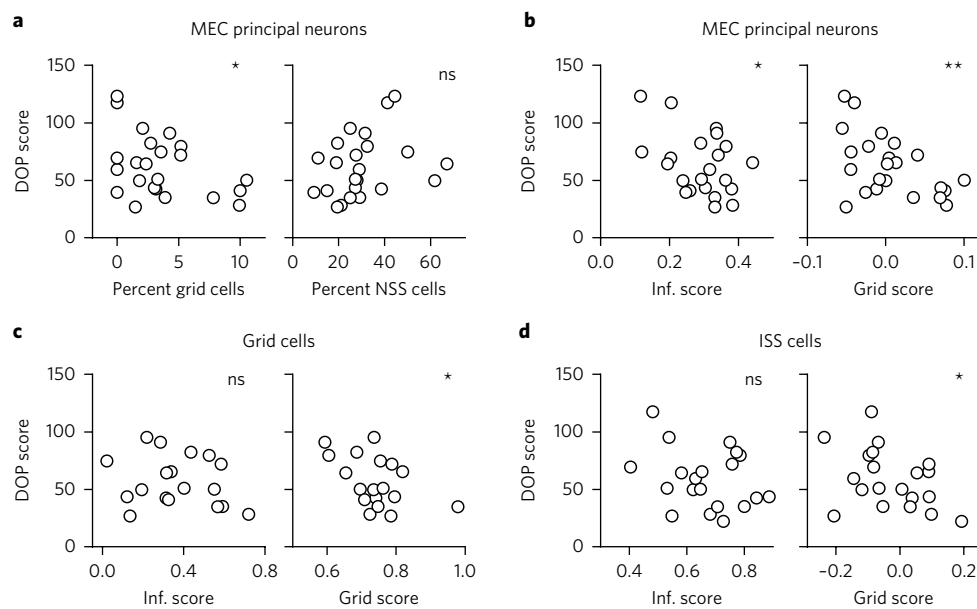 a
MEC principal neurons
DOP score
150
100
50
0
*
0
5
10
Percent grid cells
ns
10
20
40
60
Percent NSS cells
b
MEC principal neurons
DOP score
150
100
50
0
*
0.0
0.2
0.4
Inf. score
**
–0.1
0.0
0.1
Grid score
c
Grid cells
DOP score
150
100
50
0
ns
0.0
0.4
0.8
Inf. score
*
0.6
0.8
1.0
Grid score
d
ISS cells
DOP score
150
100
50
0
ns
0.4
0.6
0.8
Inf. score
*
–0.2
0.0
0.2
Grid score